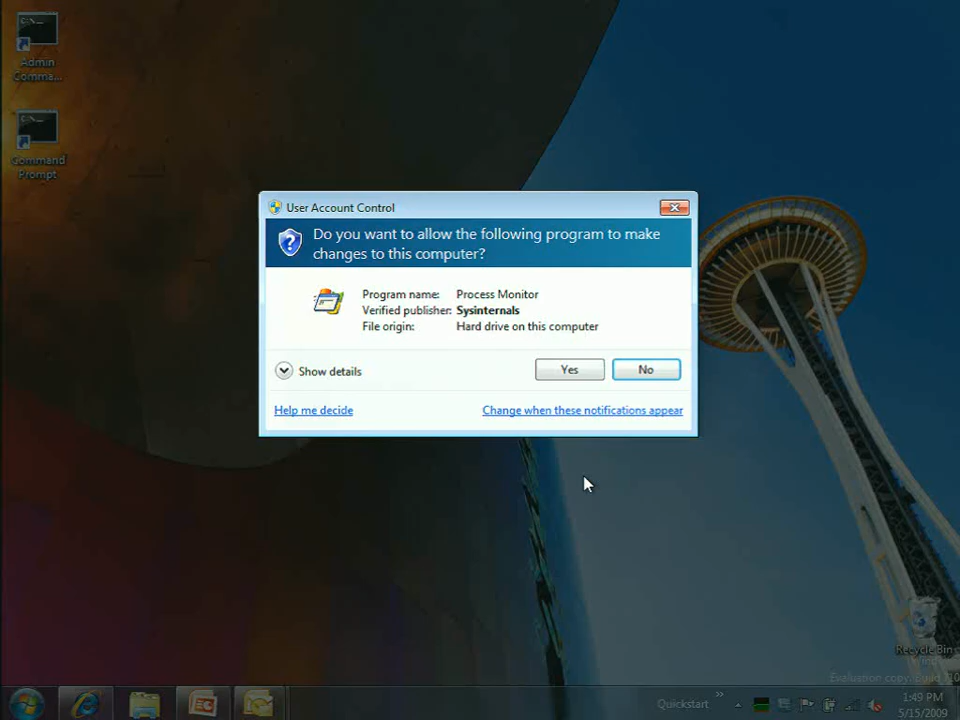 Admin
Comma...
Command
Prompt
User Account Control
Do you want to allow the following program to make
changes to this computer?
Program name: Process Monitor
Verified publisher: Sysinternals
File origin: Hard drive on this computer
Show details
Yes
No
Help me decide
Change when these notifications appear
Recycle Bin
Evaluation copy. Build
Quickstart
1:49 PM
5/15/2009